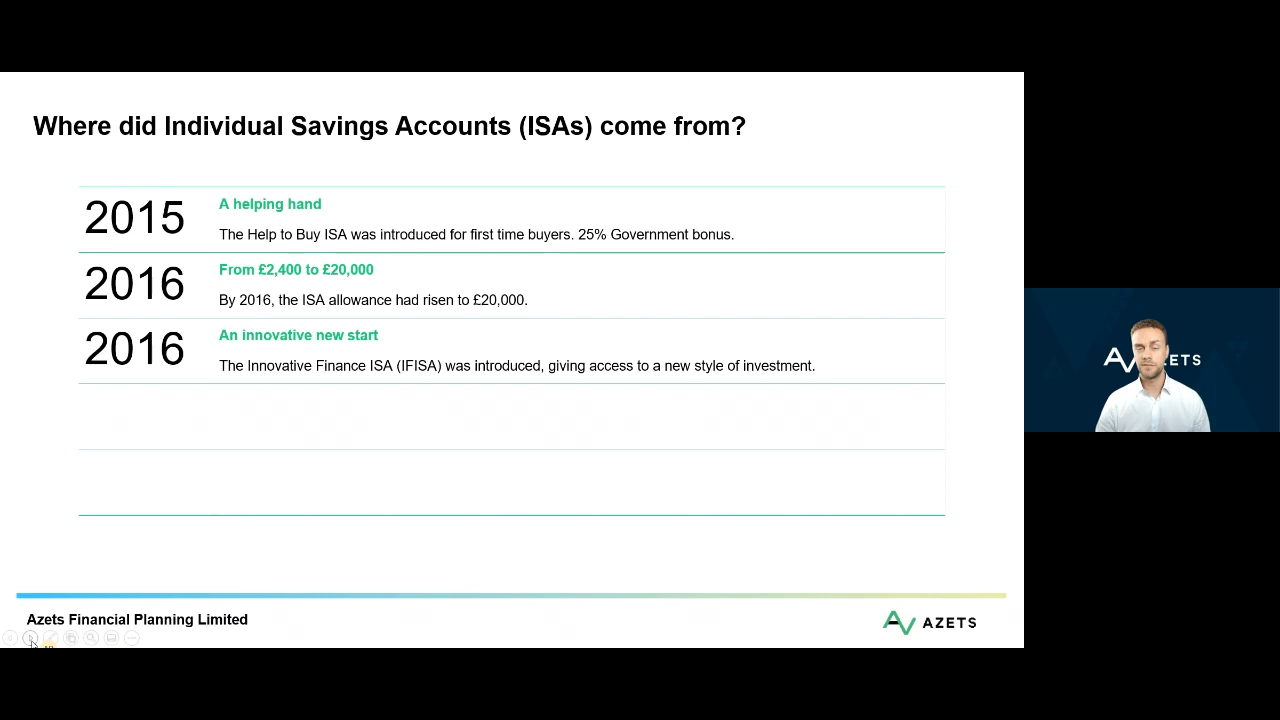 Where did Individual Savings Accounts (ISAs) come from?
2015
A helping hand
The Help to Buy ISA was introduced for first time buyers. 25% Government bonus.
2016
From £2,400 to £20,000
By 2016, the ISA allowance had risen to £20,000.
2016
An innovative new start
The Innovative Finance ISA (IFISA) was introduced, giving access to a new style of investment.
Azets Financial Planning Limited
AZETS
ETS